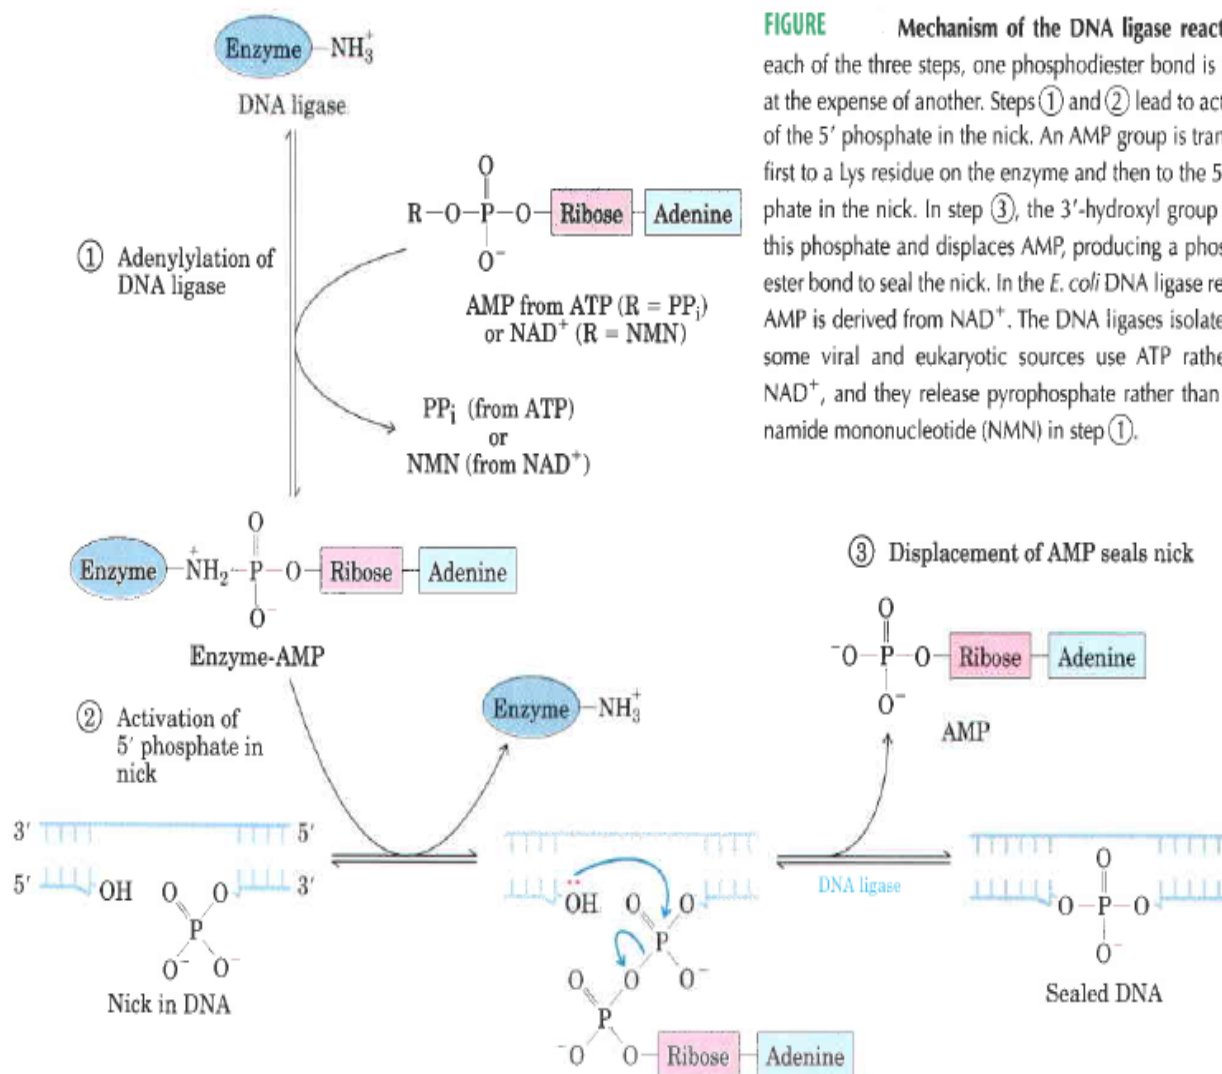 Enzyme NH3+
DNA ligase
FIGURE Mechanism of the DNA ligase react
each of the three steps, one phosphodiester bond is
at the expense of another. Steps ① and ② lead to act
of the 5′ phosphate in the nick. An AMP group is tran
first to a Lys residue on the enzyme and then to the 5
phate in the nick. In step ③, the 3′-hydroxyl group
this phosphate and displaces AMP, producing a phos
ester bond to seal the nick. In the E. coli DNA ligase re
AMP is derived from NAD+. The DNA ligases isolate
some viral and eukaryotic sources use ATP rathe
NAD+, and they release pyrophosphate rather than
namide mononucleotide (NMN) in step ①.
O
R–O–P–O–Ribose Adenine
O−
① Adenylylation of
DNA ligase
AMP from ATP (R = PPi)
or NAD+ (R = NMN)
PPi (from ATP)
or
NMN (from NAD+)
O
Enzyme –NH2+–P–O–Ribose Adenine
O−
Enzyme-AMP
③ Displacement of AMP seals nick
O
−O–P–O–Ribose Adenine
O−
AMP
② Activation of
5′ phosphate in
nick
Enzyme –NH3+
3′ 5′
5′ OH O O 3′
P
O− O−
Nick in DNA
OH O O
P
O O O−
P
−O O Ribose Adenine
DNA ligase
O
O–P–O
O−
Sealed DNA